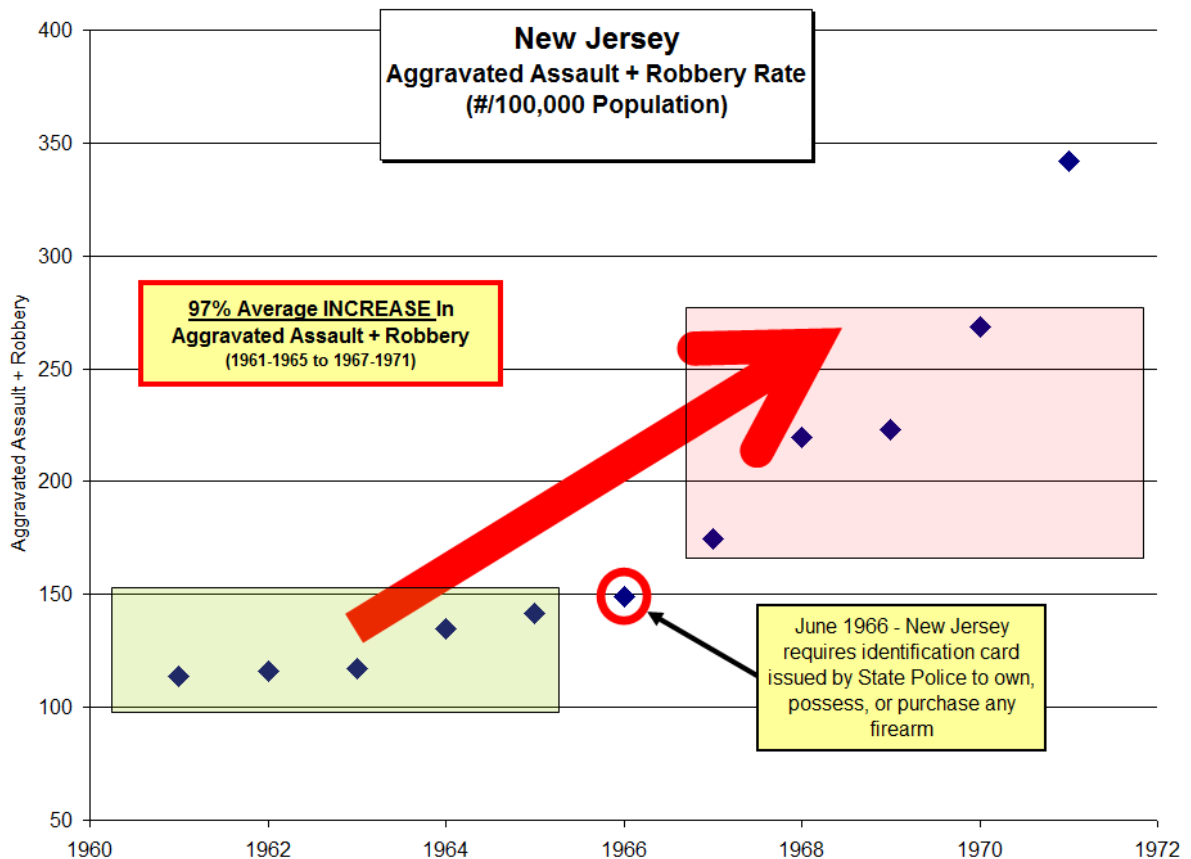 New Jersey
Aggravated Assault + Robbery Rate
(#/100,000 Population)
400
350
300
250
200
150
100
50
Aggravated Assault + Robbery
97% Average INCREASE In
Aggravated Assault + Robbery
(1961-1965 to 1967-1971)
June 1966 - New Jersey
requires identification card
issued by State Police to own,
possess, or purchase any
firearm
1960
1962
1964
1966
1968
1970
1972